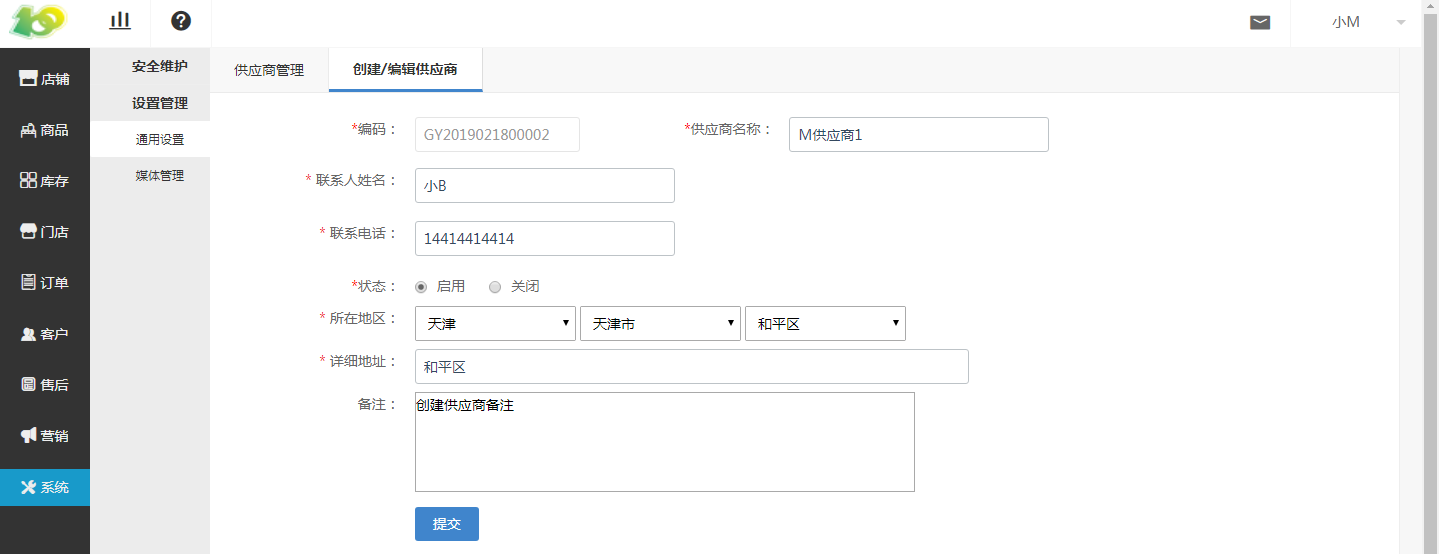 小M
店铺
商品
库存
门店
订单
客户
售后
营销
系统
安全维护
设置管理
通用设置
媒体管理
供应商管理
创建/编辑供应商
*编码： GY2019021800002 *供应商名称： M供应商1
* 联系人姓名： 小B
* 联系电话： 14414414414
*状态： 启用 关闭
* 所在地区： 天津 天津市 和平区
* 详细地址： 和平区
备注： 创建供应商备注
提交